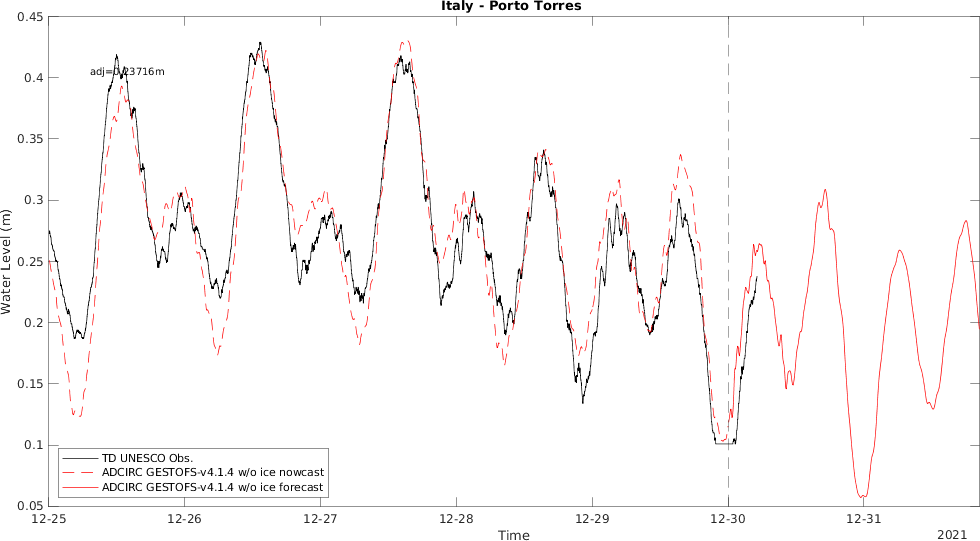 Italy - Porto Torres
0.45
0.4
0.35
0.3
0.25
0.2
0.15
0.1
0.05
Water Level (m)
adj=0.23716m
TD UNESCO Obs.
ADCIRC GESTOFS-v4.1.4 w/o ice nowcast
ADCIRC GESTOFS-v4.1.4 w/o ice forecast
12-25 12-26 12-27 12-28 12-29 12-30 12-31
Time
2021